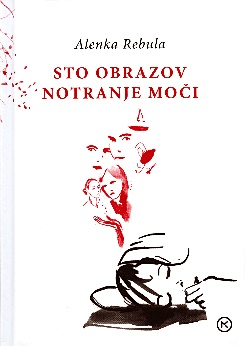 Alenka Rebula
STO OBRAZOV
NOTRANJE MOČI